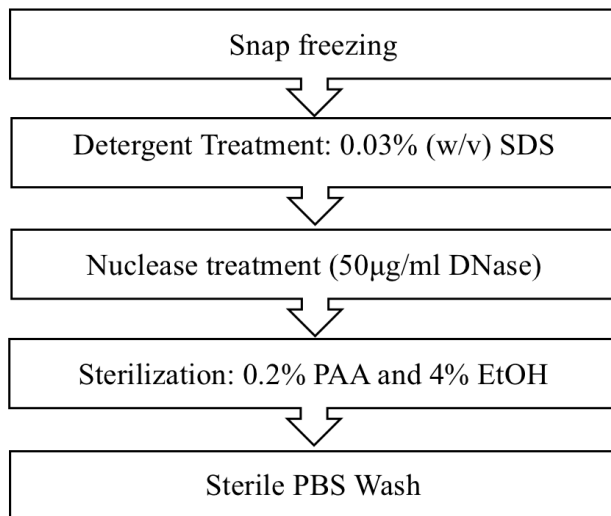 Snap freezing
Detergent Treatment: 0.03% (w/v) SDS
Nuclease treatment (50μg/ml DNase)
Sterilization: 0.2% PAA and 4% EtOH
Sterile PBS Wash